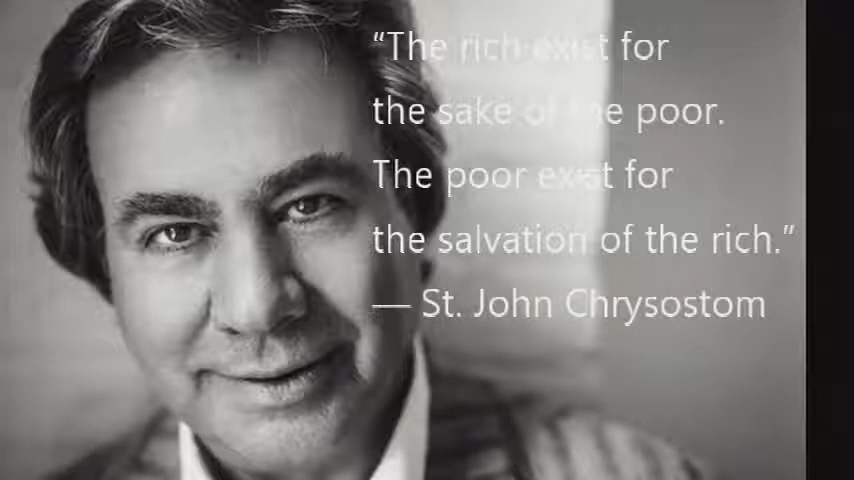 “The rich exist for
the sake of the poor.
The poor exist for
the salvation of the rich.”
— St. John Chrysostom